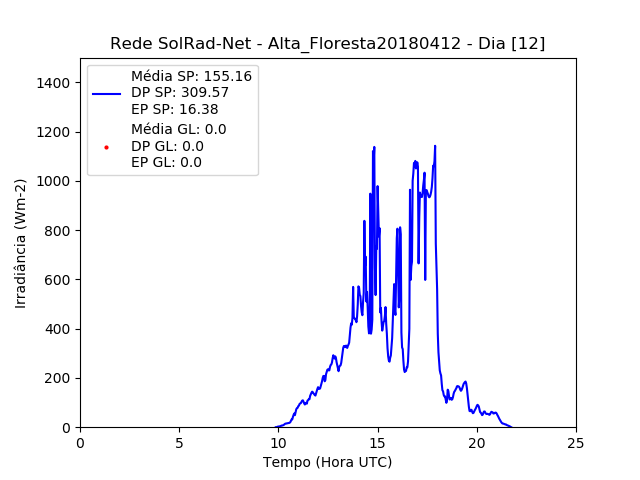 Rede SolRad-Net - Alta_Floresta20180412 - Dia [12]
Média SP: 155.16
DP SP: 309.57
EP SP: 16.38
Média GL: 0.0
DP GL: 0.0
EP GL: 0.0
1400
1200
1000
800
600
400
200
0
Irradiância (Wm-2)
0 5 10 15 20 25
Tempo (Hora UTC)